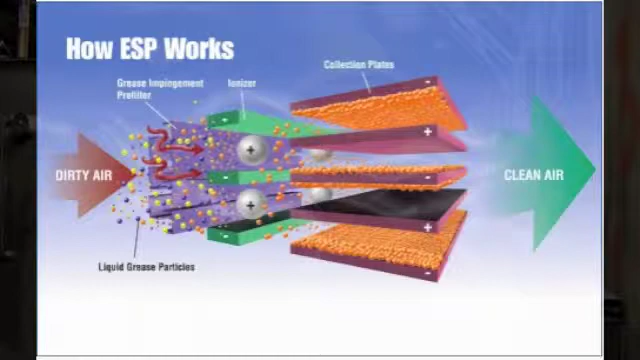 How ESP Works
Collection Plates
Grease Impingement
Prefilter
Ionizer
DIRTY AIR
CLEAN AIR
Liquid Grease Particles
-
+
-
+
-
+
-
+
-